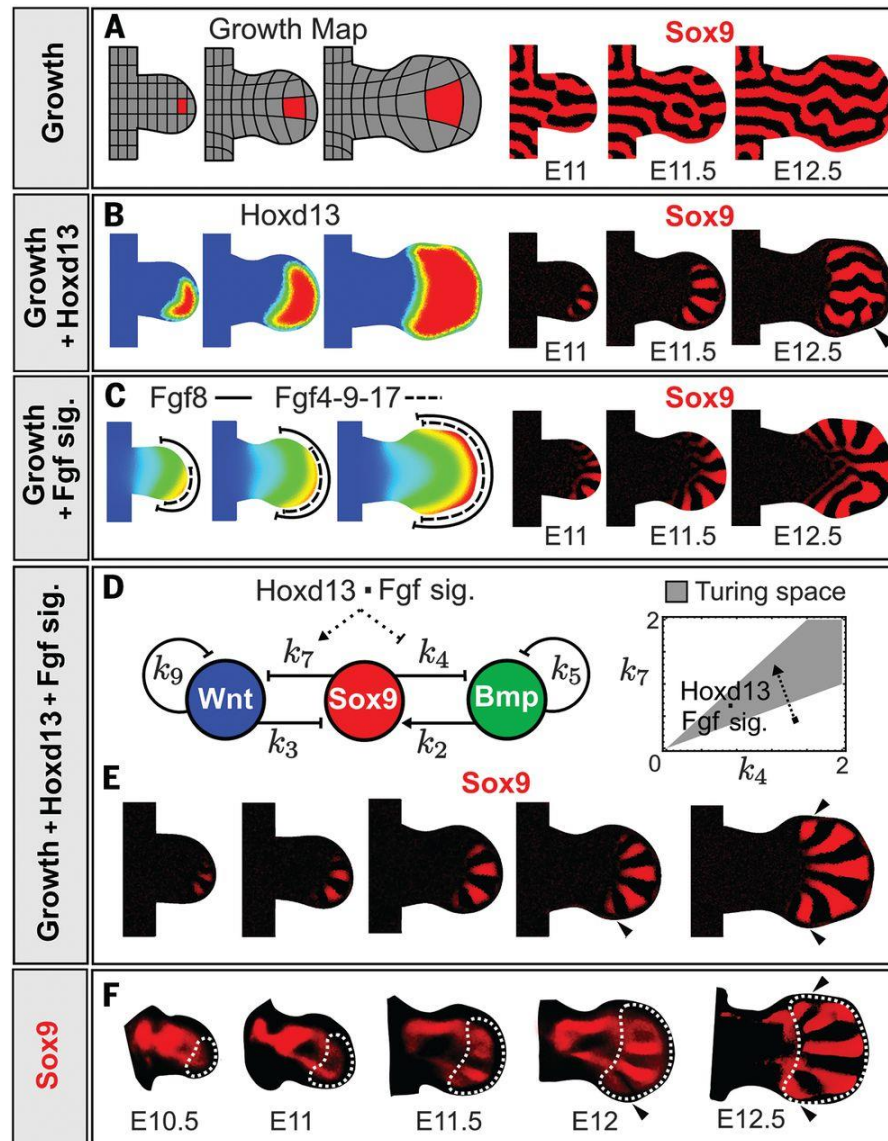 Growth
A
Growth Map
Sox9
E11
E11.5
E12.5
Growth
+ Hoxd13
B
Hoxd13
Sox9
E11
E11.5
E12.5
Growth
+ Fgf sig.
C
Fgf8
Fgf4-9-17
Sox9
E11
E11.5
E12.5
Growth + Hoxd13 + Fgf sig.
D
Hoxd13 · Fgf sig.
k9
k7
k4
k5
Wnt
Sox9
Bmp
k3
k2
Turing space
2
k7
Hoxd13
Fgf sig.
0
k4
2
E
Sox9
Sox9
F
E10.5
E11
E11.5
E12
E12.5